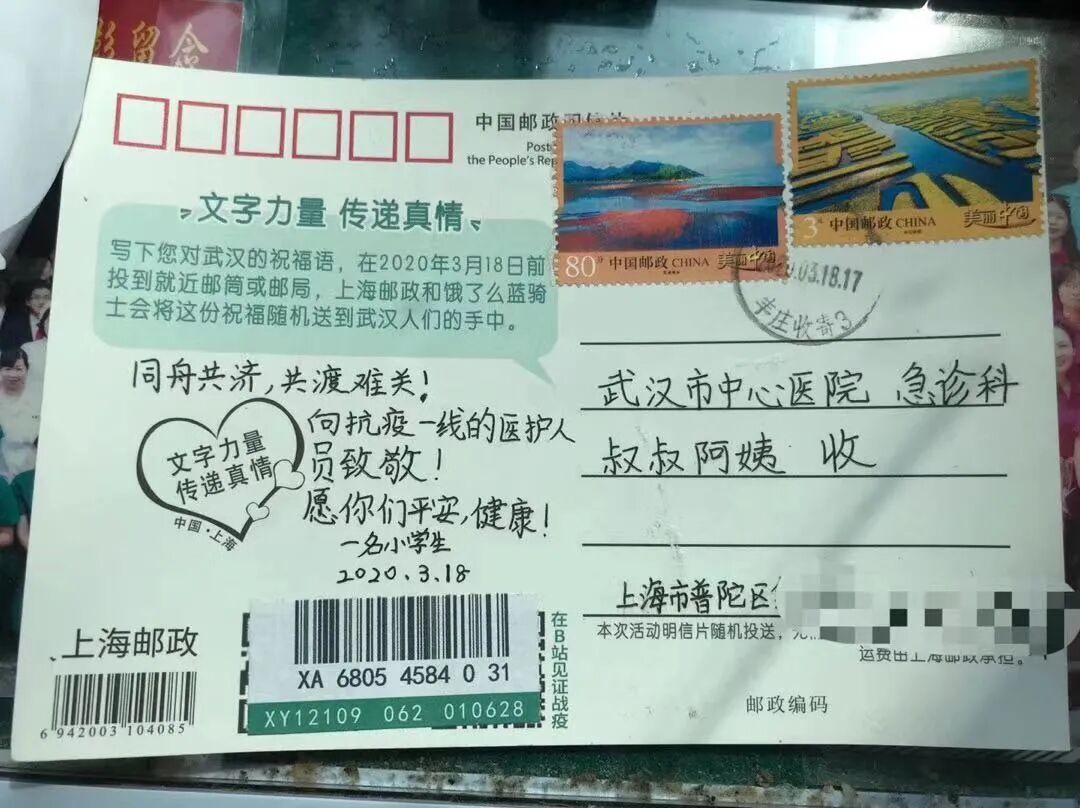 留念
中国邮政
Post
the People's Rep
文字力量 传递真情
写下您对武汉的祝福语，在2020年3月18日前
投到就近邮筒或邮局，上海邮政和饿了么蓝骑
士会将这份祝福随机送到武汉人们的手中。
80分 中国邮政 CHINA 美丽中国
3元 中国邮政 CHINA 美丽中国
.03.18.17
丰庄收寄3
同舟共济,共渡难关!
向抗疫一线的医护人
员致敬!
愿你们平安,健康!
一名小学生
2020.3.18
文字力量
传递真情
中国·上海
武汉市中心医院 急诊科
叔叔阿姨 收
上海市普陀区
本次活动明信片随机投送，
运费由上海邮政承担。
邮政编码
上海邮政
6 942003 104085
XA 6805 4584 0 31
XY12109 062 010628
在B站见证战疫